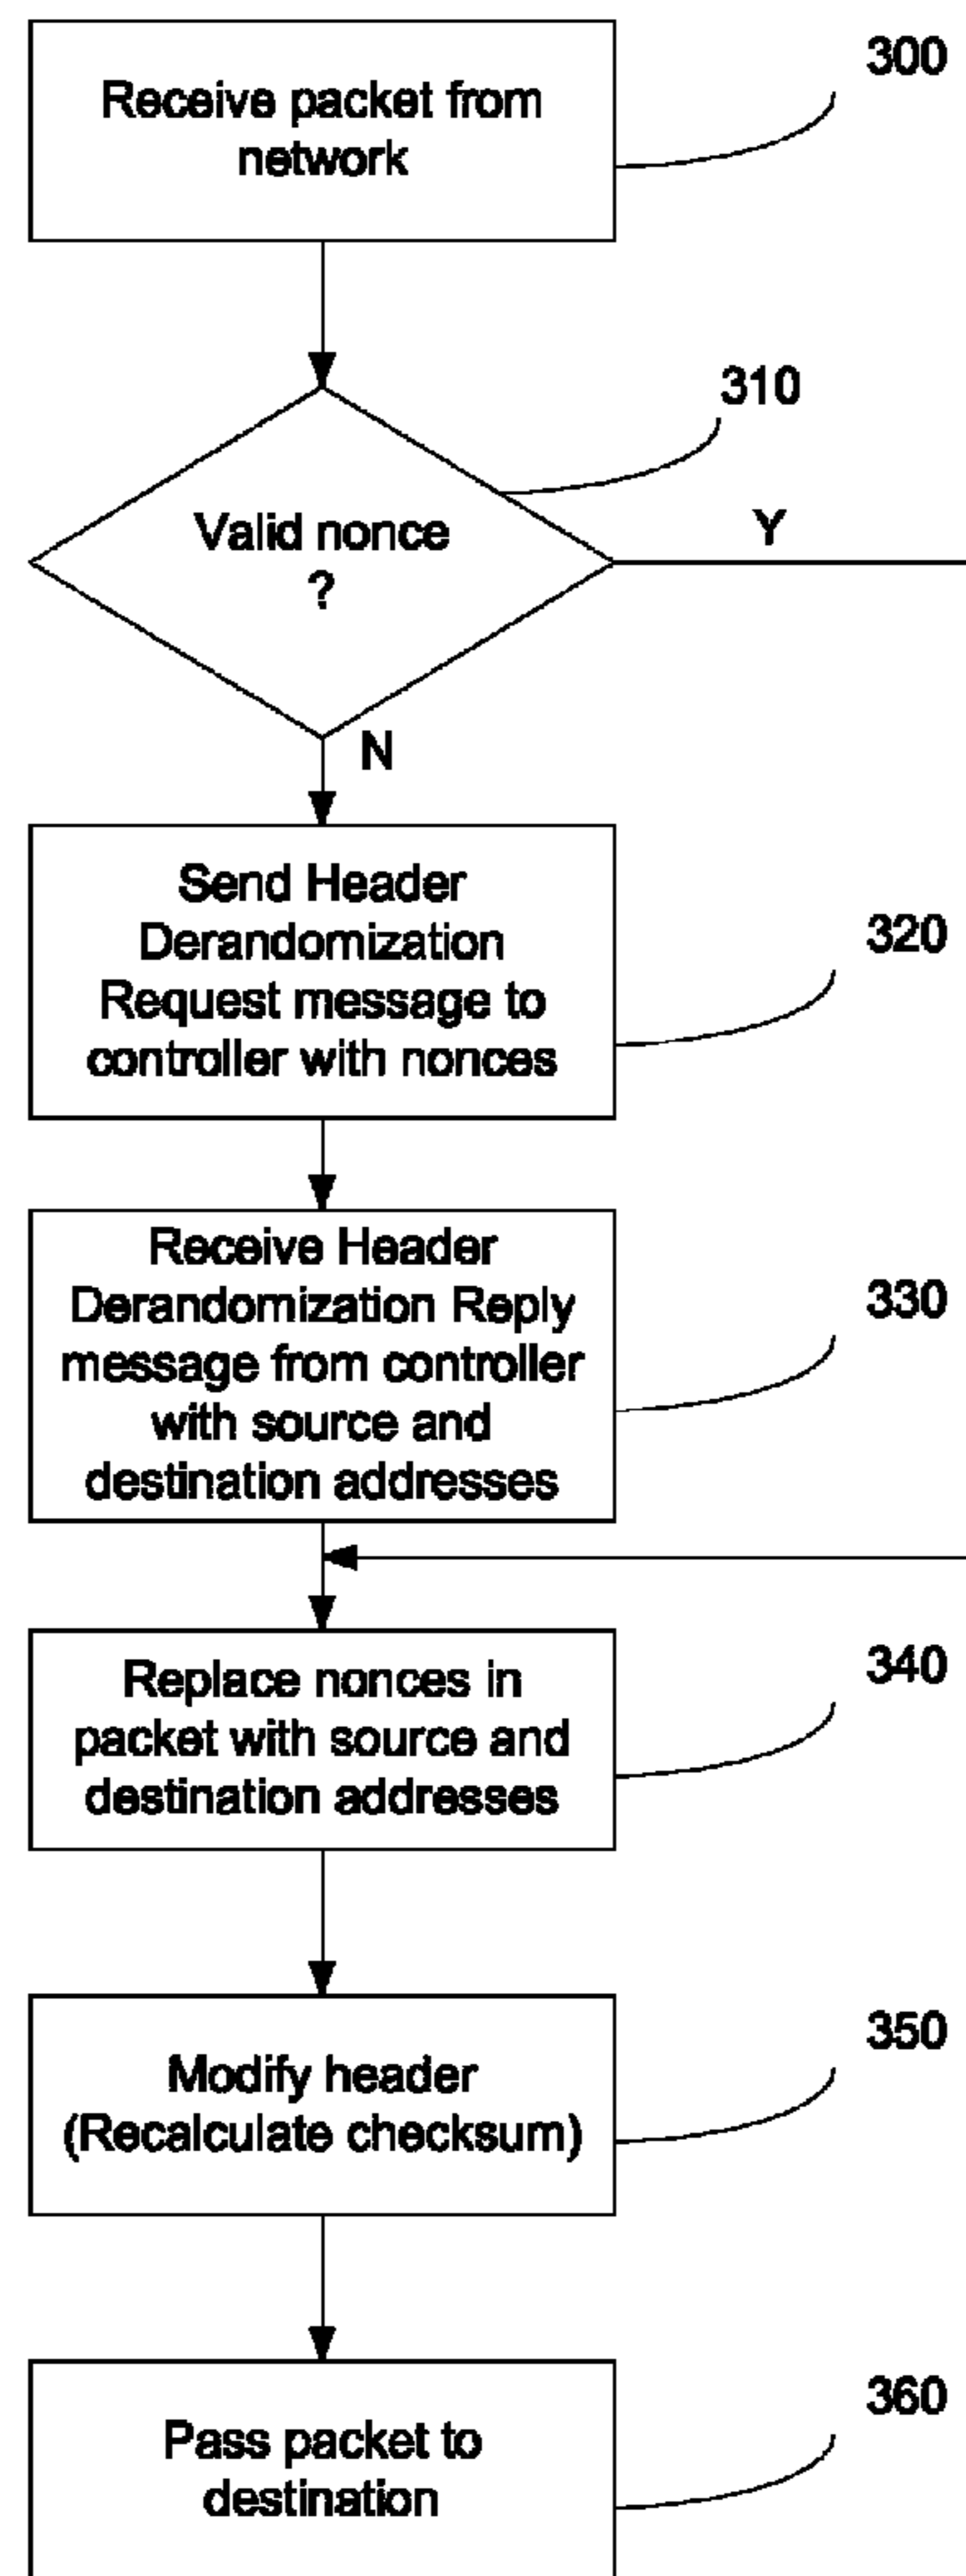 300
Receive packet from
network
310
Valid nonce
?
Y
N
Send Header
Derandomization
Request message to
controller with nonces
320
Receive Header
Derandomization Reply
message from controller
with source and
destination addresses
330
Replace nonces in
packet with source and
destination addresses
340
Modify header
(Recalculate checksum)
350
Pass packet to
destination
360